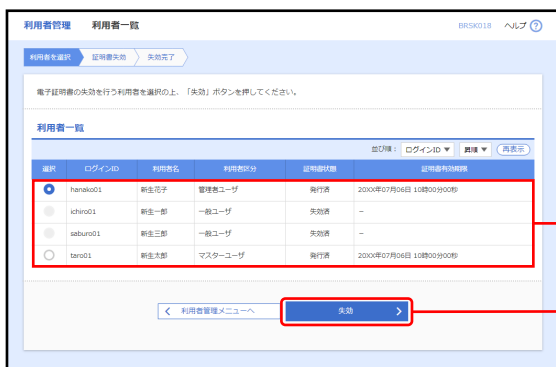 利用者管理 利用者一覧 BRSK018 ヘルプ ?
利用者を選択 証明書失効 失効完了
電子証明書の失効を行う利用者を選択の上、「失効」ボタンを押してください。
利用者一覧
並び順： ログインID ▼ 昇順 ▼ 再表示
選択 ログインID 利用者名 利用者区分 証明書状態 証明書有効期限
hanako01 新生花子 管理者ユーザ 発行済 20XX年07月06日 10時00分00秒
ichiro01 新生一郎 一般ユーザ 失効済 －
saburo01 新生三郎 一般ユーザ 失効済 －
taro01 新生太郎 マスターユーザ 発行済 20XX年07月06日 10時00分00秒
利用者管理メニューへ 失効